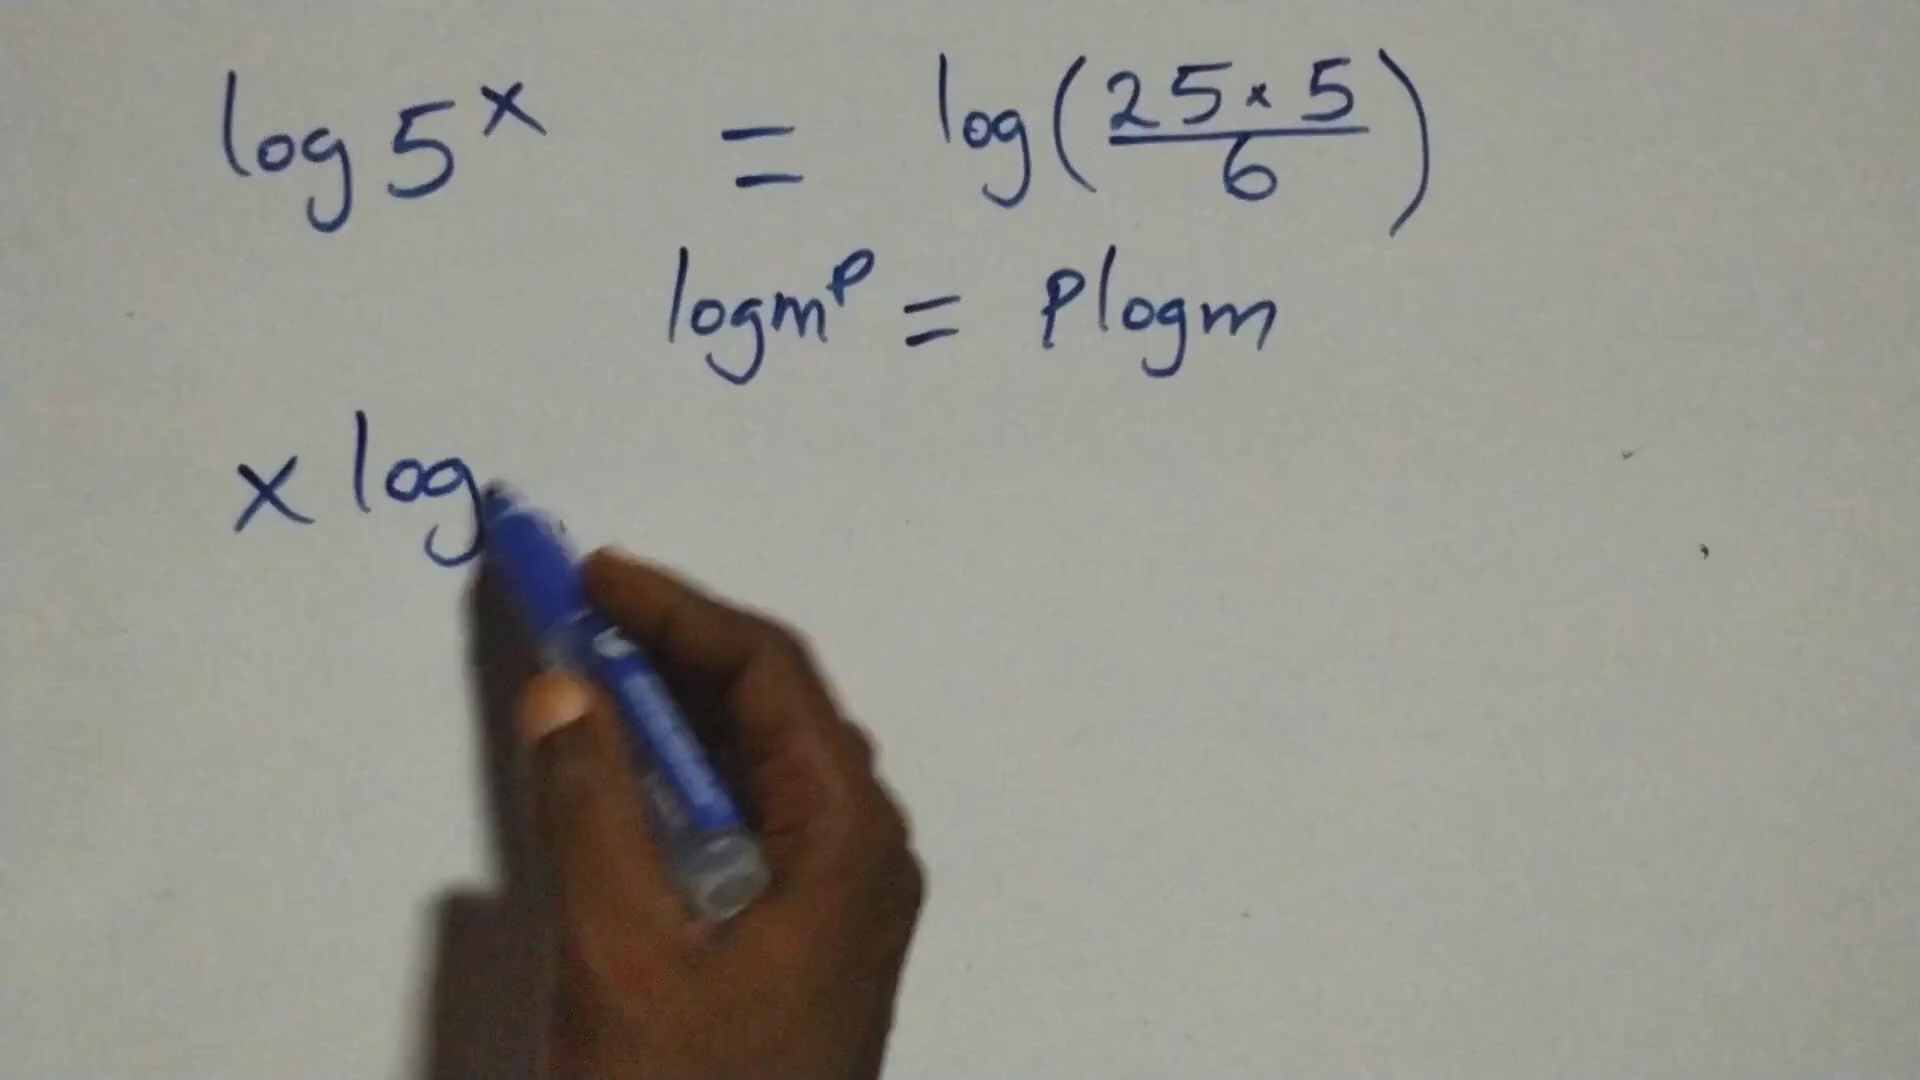 log 5^x = log(25×5/6)
log m^p = p log m
x log